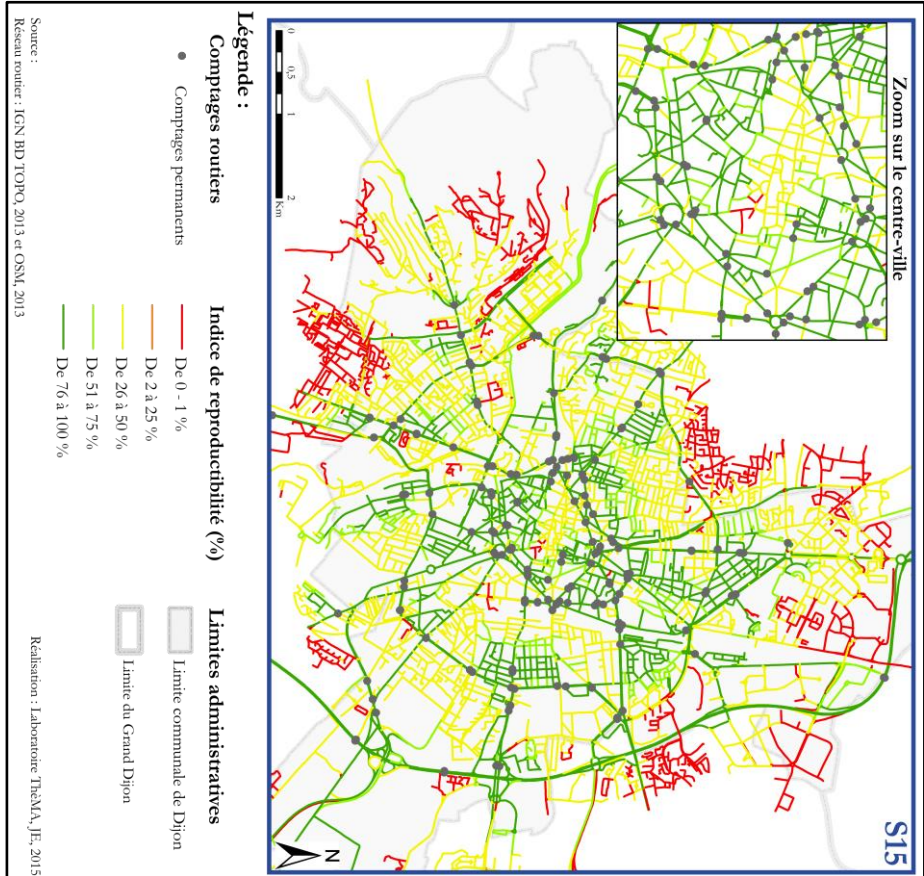 S15
Zoom sur le centre-ville
0 0,5 1 2
Km
N
Légende :
Comptages routiers
Comptages permanents
Indice de reproductibilité (%)
De 0 - 1 %
De 2 à 25 %
De 26 à 50 %
De 51 à 75 %
De 76 à 100 %
Limites administratives
Limite communale de Dijon
Limite du Grand Dijon
Source :
Réseau routier : IGN BD TOPO, 2013 et OSM, 2013
Réalisation : Laboratoire ThéMA, JE, 2015